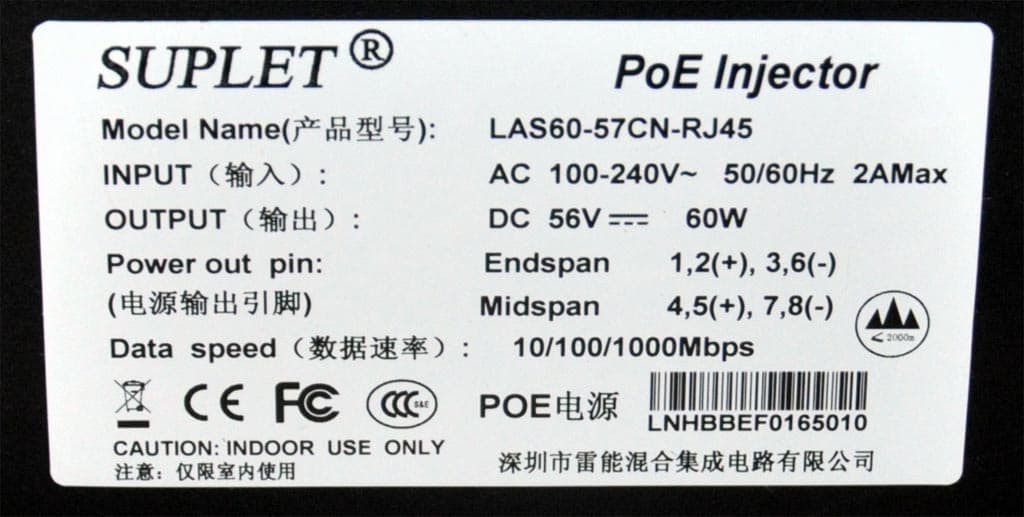 SUPLET ® PoE Injector
Model Name(产品型号): LAS60-57CN-RJ45
INPUT（输入）: AC 100-240V~ 50/60Hz 2AMax
OUTPUT（输出）: DC 56V⎓ 60W
Power out pin: Endspan 1,2(+), 3,6(-)
(电源输出引脚) Midspan 4,5(+), 7,8(-)
≤ 2000m
Data speed（数据速率）: 10/100/1000Mbps
CE FC CCC S&E POE电源
LNHBBEF0165010
CAUTION: INDOOR USE ONLY
注意: 仅限室内使用
深圳市雷能混合集成电路有限公司